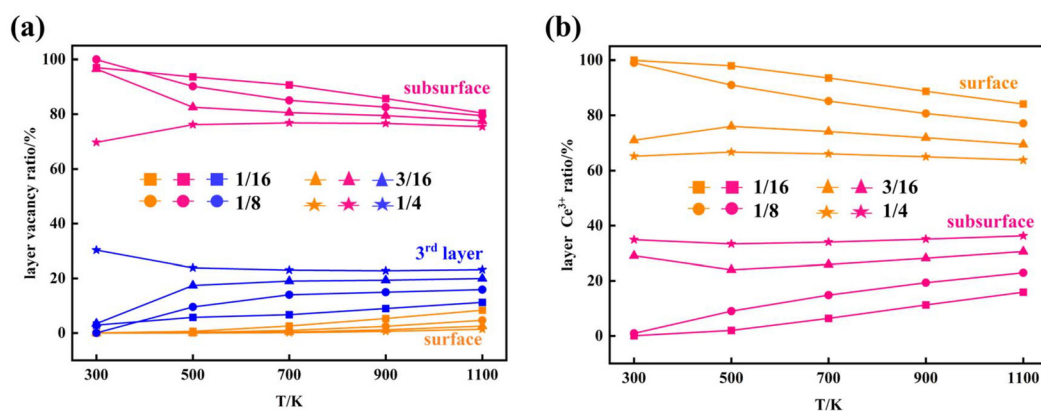 (a)
layer vacancy ratio/%
100
80
60
40
20
0
subsurface
1/16
3/16
1/8
1/4
3rd layer
surface
300 500 700 900 1100
T/K
(b)
layer Ce³⁺ ratio/%
100
80
60
40
20
0
surface
1/16
3/16
1/8
1/4
subsurface
300 500 700 900 1100
T/K